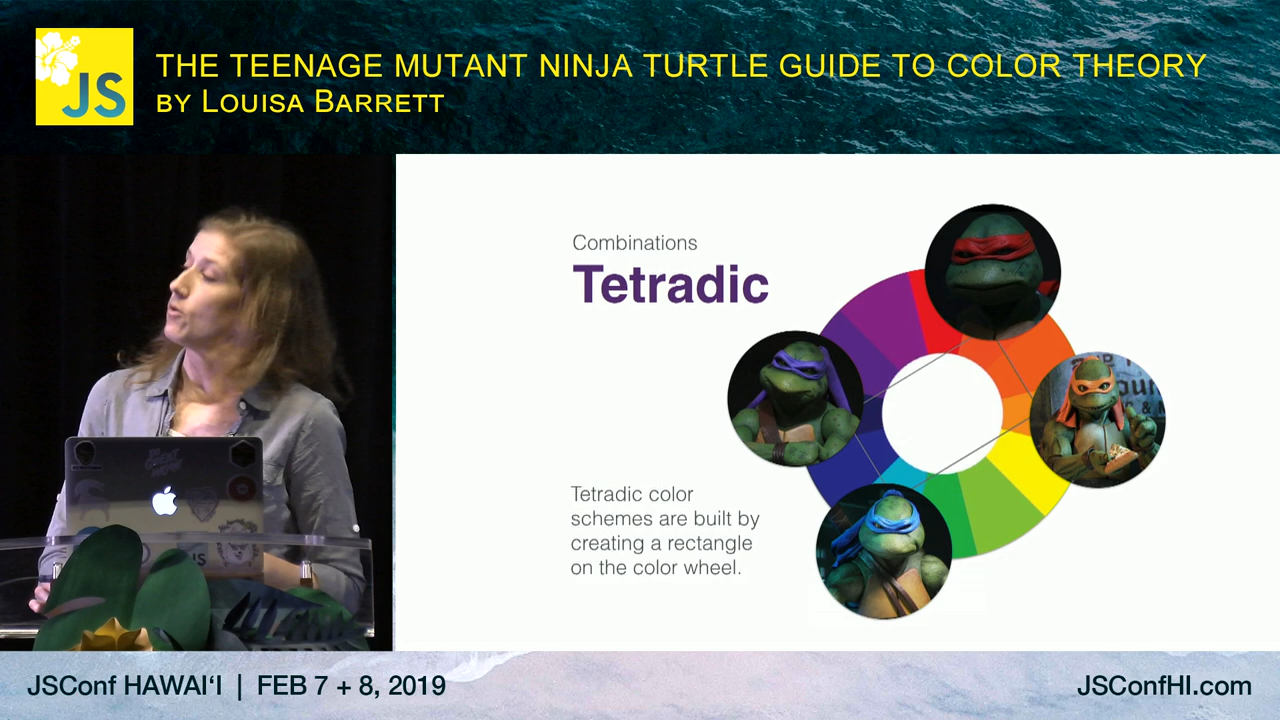 JS
THE TEENAGE MUTANT NINJA TURTLE GUIDE TO COLOR THEORY
BY LOUISA BARRETT
Combinations
Tetradic
Tetradic color
schemes are built by
creating a rectangle
on the color wheel.
JS
JSConf HAWAI‘I | FEB 7 + 8, 2019
JSConfHI.com